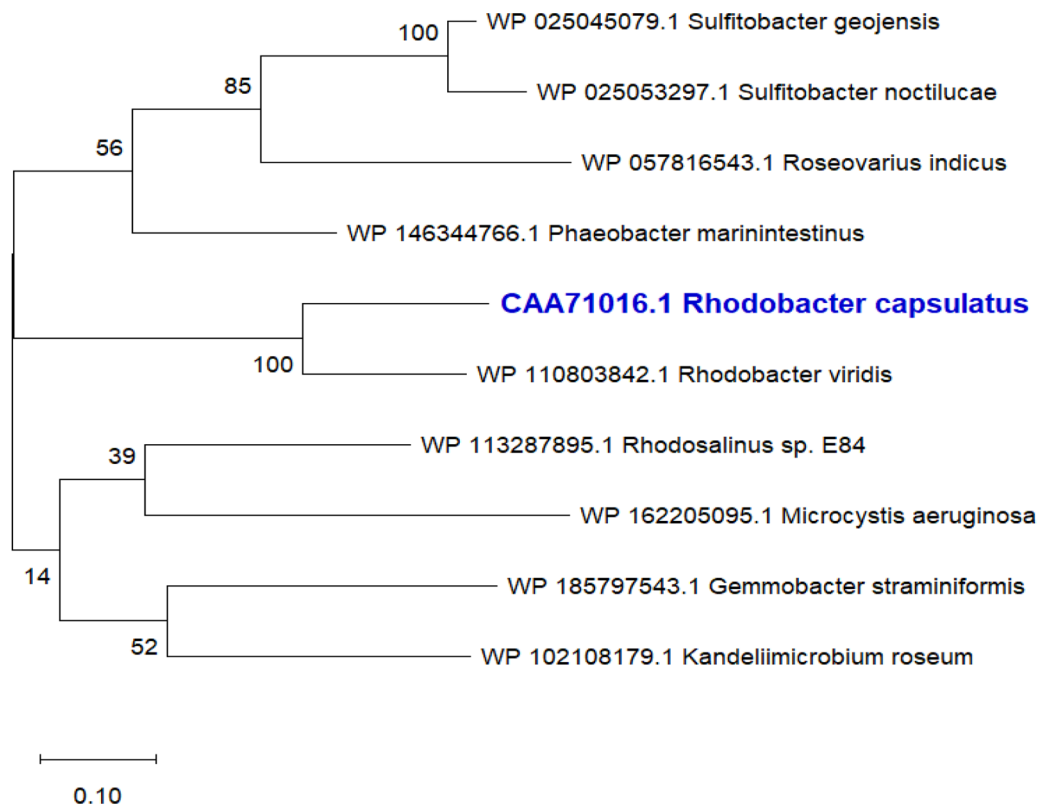 100
WP 025045079.1 Sulfitobacter geojensis
85
WP 025053297.1 Sulfitobacter noctilucae
56
WP 057816543.1 Roseovarius indicus
WP 146344766.1 Phaeobacter marinintestinus
CAA71016.1 Rhodobacter capsulatus
100
WP 110803842.1 Rhodobacter viridis
WP 113287895.1 Rhodosalinus sp. E84
39
WP 162205095.1 Microcystis aeruginosa
14
WP 185797543.1 Gemmobacter straminiformis
52
WP 102108179.1 Kandeliimicrobium roseum
0.10